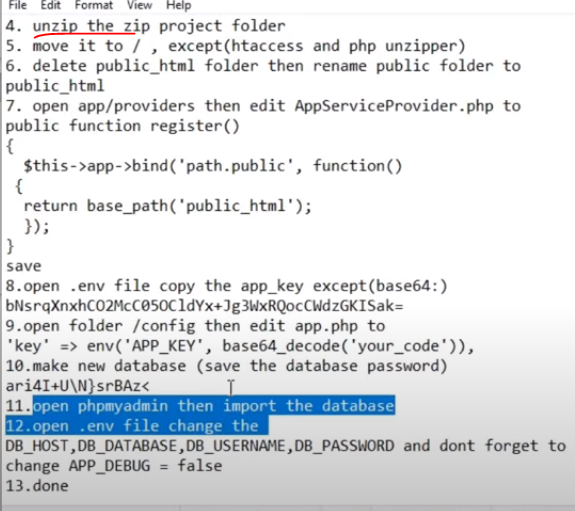 File Edit Format View Help
4. unzip the zip project folder
5. move it to / , except(htaccess and php unzipper)
6. delete public_html folder then rename public folder to
public_html
7. open app/providers then edit AppServiceProvider.php to
public function register()
{
$this->app->bind('path.public', function()
{
return base_path('public_html');
});
}
save
8.open .env file copy the app_key except(base64:)
bNsrqXnxhCO2McC05OCldYx+Jg3WxRQocCWdzGKISak=
9.open folder /config then edit app.php to
'key' => env('APP_KEY', base64_decode('your_code')),
10.make new database (save the database password)
ari4I+U\N}srBAz<
11.open phpmyadmin then import the database
12.open .env file change the
DB_HOST,DB_DATABASE,DB_USERNAME,DB_PASSWORD and dont forget to
change APP_DEBUG = false
13.done